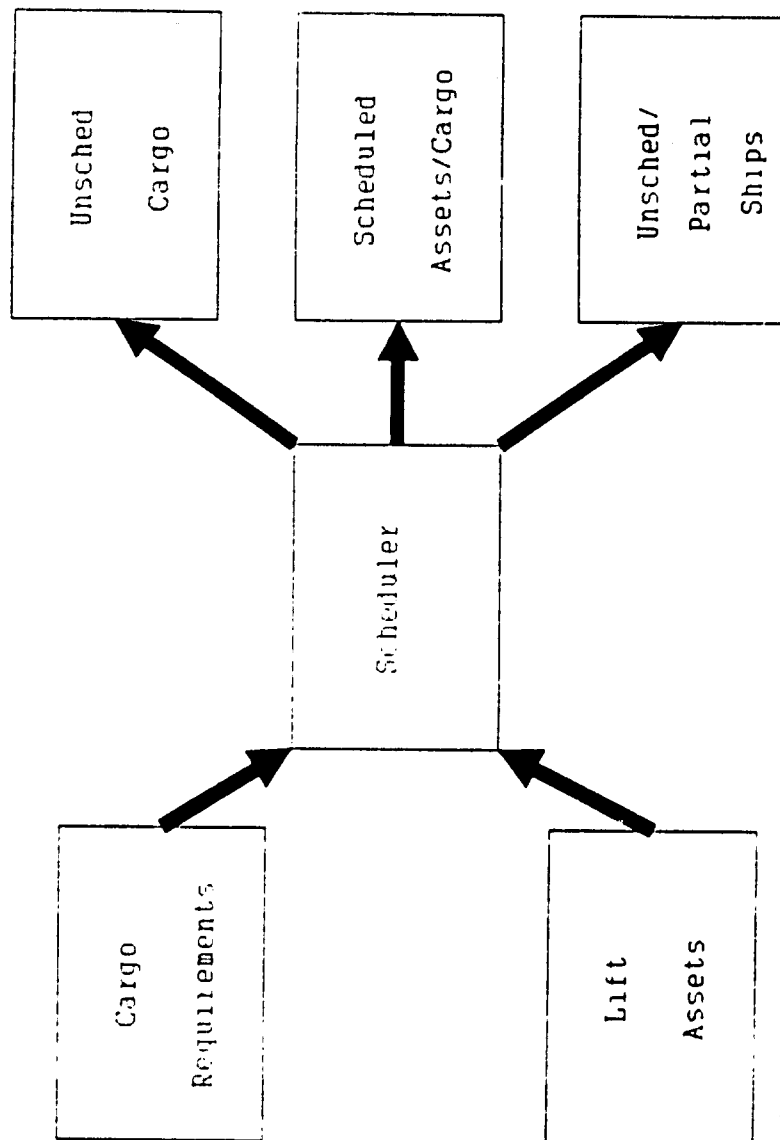 Cargo
Requirements
Lift
Assets
Scheduler
Unsched
Cargo
Scheduled
Assets/Cargo
Unsched/
Partial
Ships